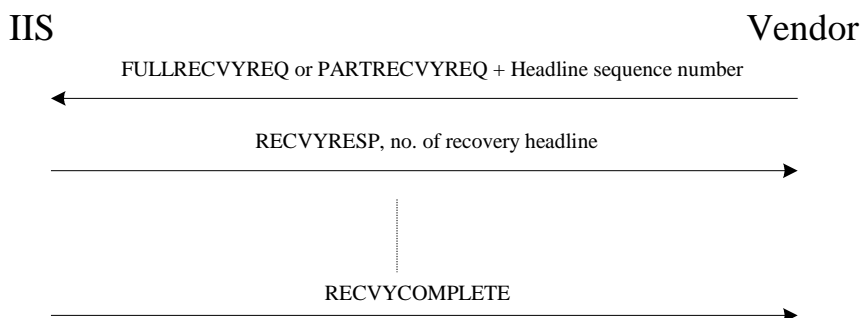 IIS Vendor
FULLRECVYREQ or PARTRECVYREQ + Headline sequence number
RECVYRESP, no. of recovery headline
RECVYCOMPLETE